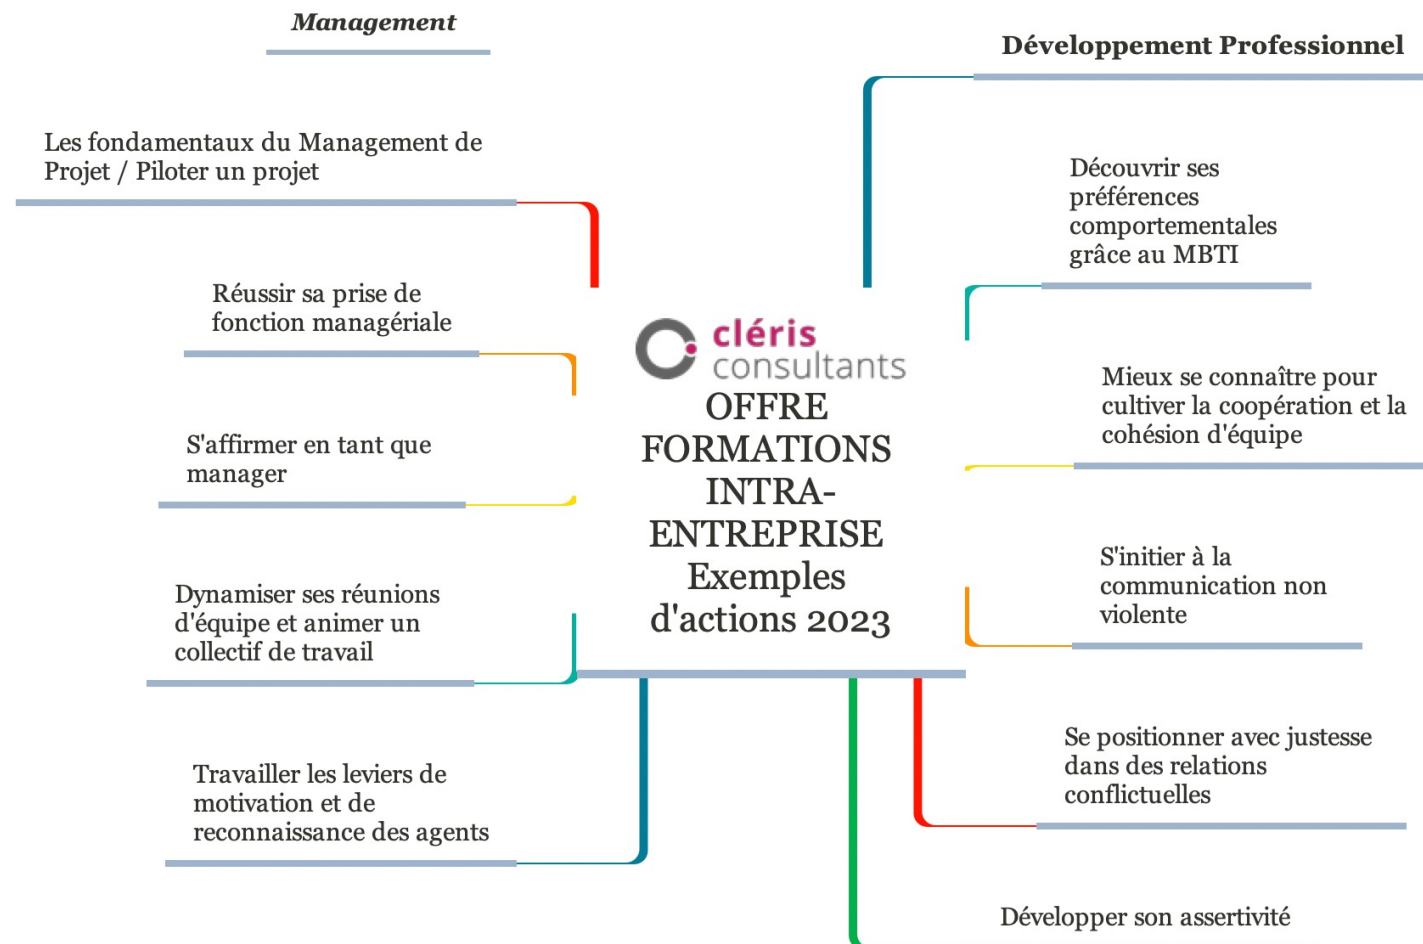 Management
Les fondamentaux du Management de
Projet / Piloter un projet
Réussir sa prise de
fonction managériale
S'affirmer en tant que
manager
Dynamiser ses réunions
d'équipe et animer un
collectif de travail
Travailler les leviers de
motivation et de
reconnaissance des agents
cléris
consultants
OFFRE
FORMATIONS
INTRA-
ENTREPRISE
Exemples
d'actions 2023
Développement Professionnel
Découvrir ses
préférences
comportementales
grâce au MBTI
Mieux se connaître pour
cultiver la coopération et la
cohésion d'équipe
S'initier à la
communication non
violente
Se positionner avec justesse
dans des relations
conflictuelles
Développer son assertivité